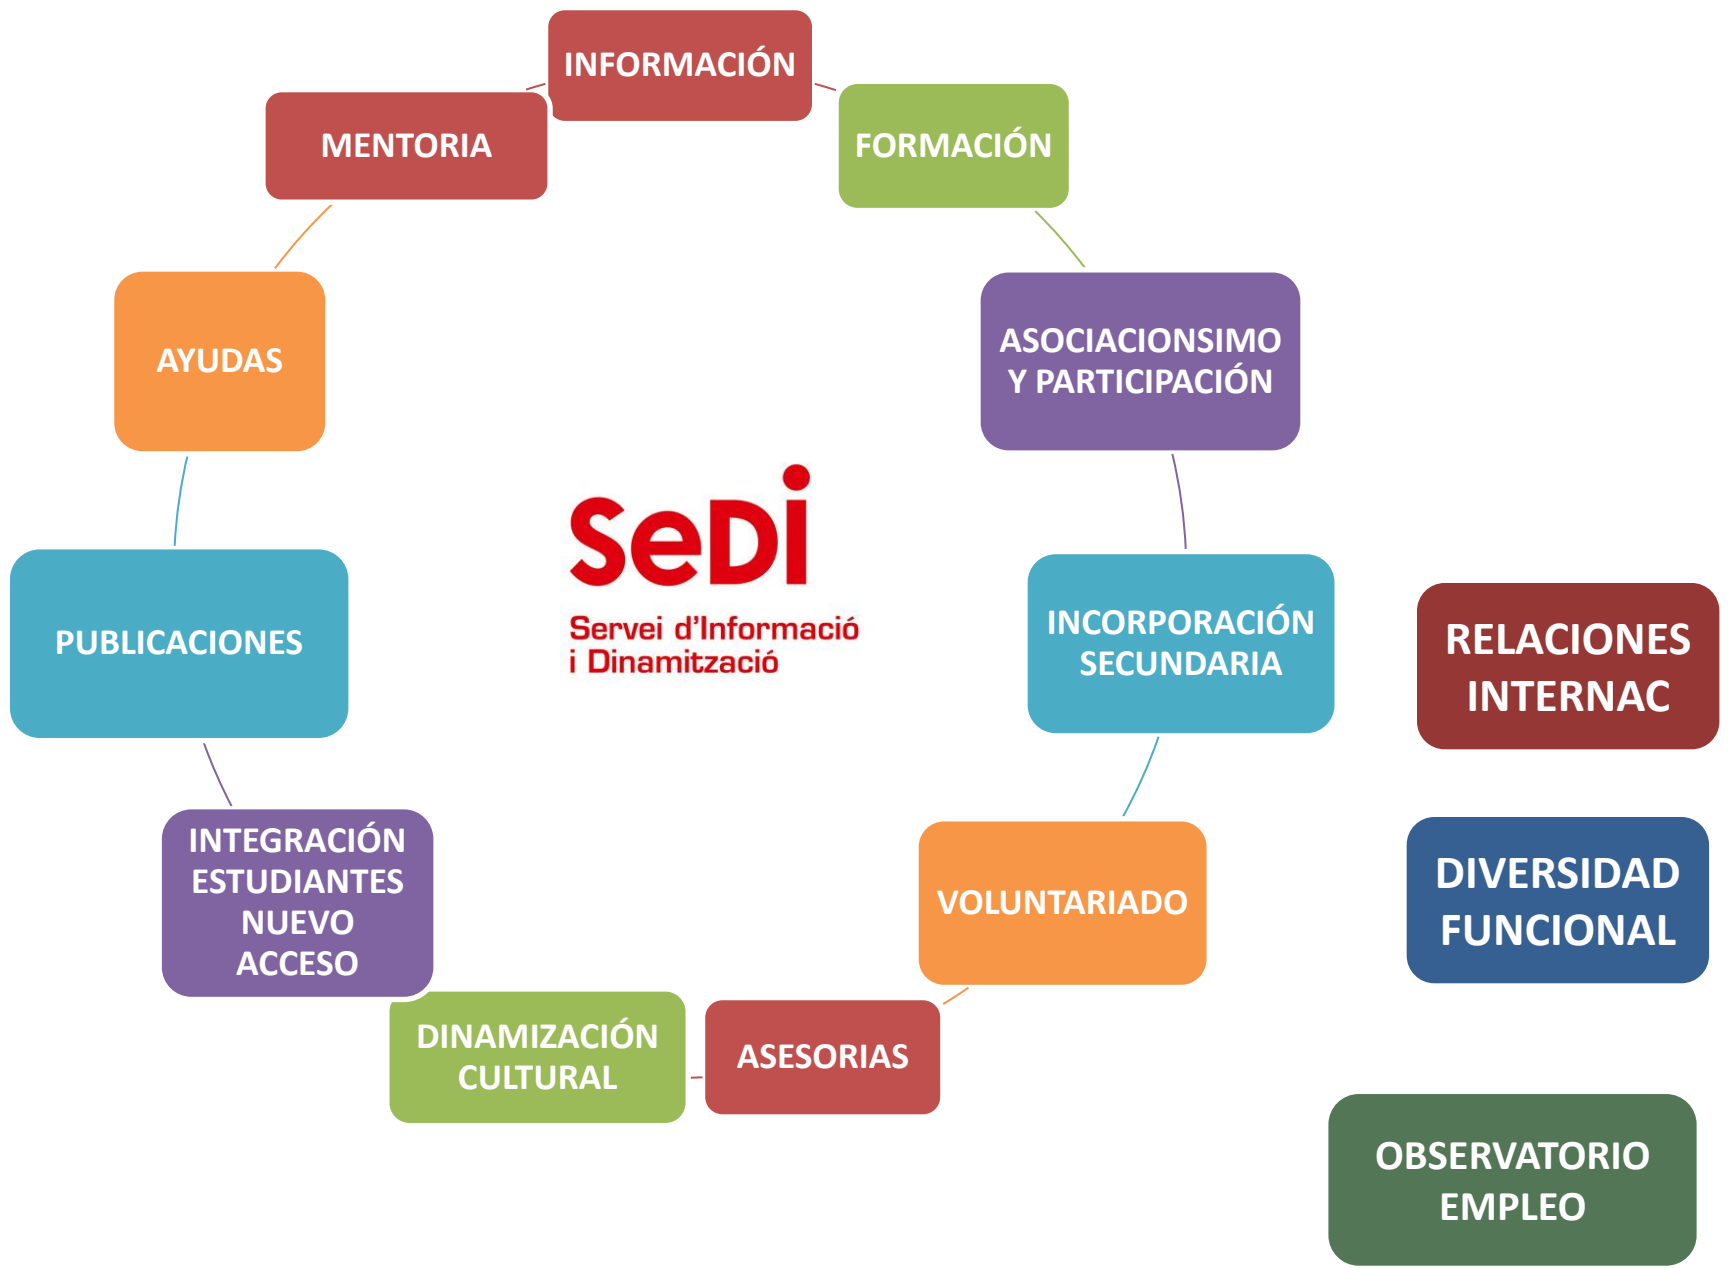 INFORMACIÓN
MENTORIA
FORMACIÓN
AYUDAS
ASOCIACIONSIMO
Y PARTICIPACIÓN
SeDi
Servei d'Informació
i Dinamització
PUBLICACIONES
INCORPORACIÓN
SECUNDARIA
RELACIONES
INTERNAC
INTEGRACIÓN
ESTUDIANTES
NUEVO
ACCESO
VOLUNTARIADO
DIVERSIDAD
FUNCIONAL
DINAMIZACIÓN
CULTURAL
ASESORIAS
OBSERVATORIO
EMPLEO